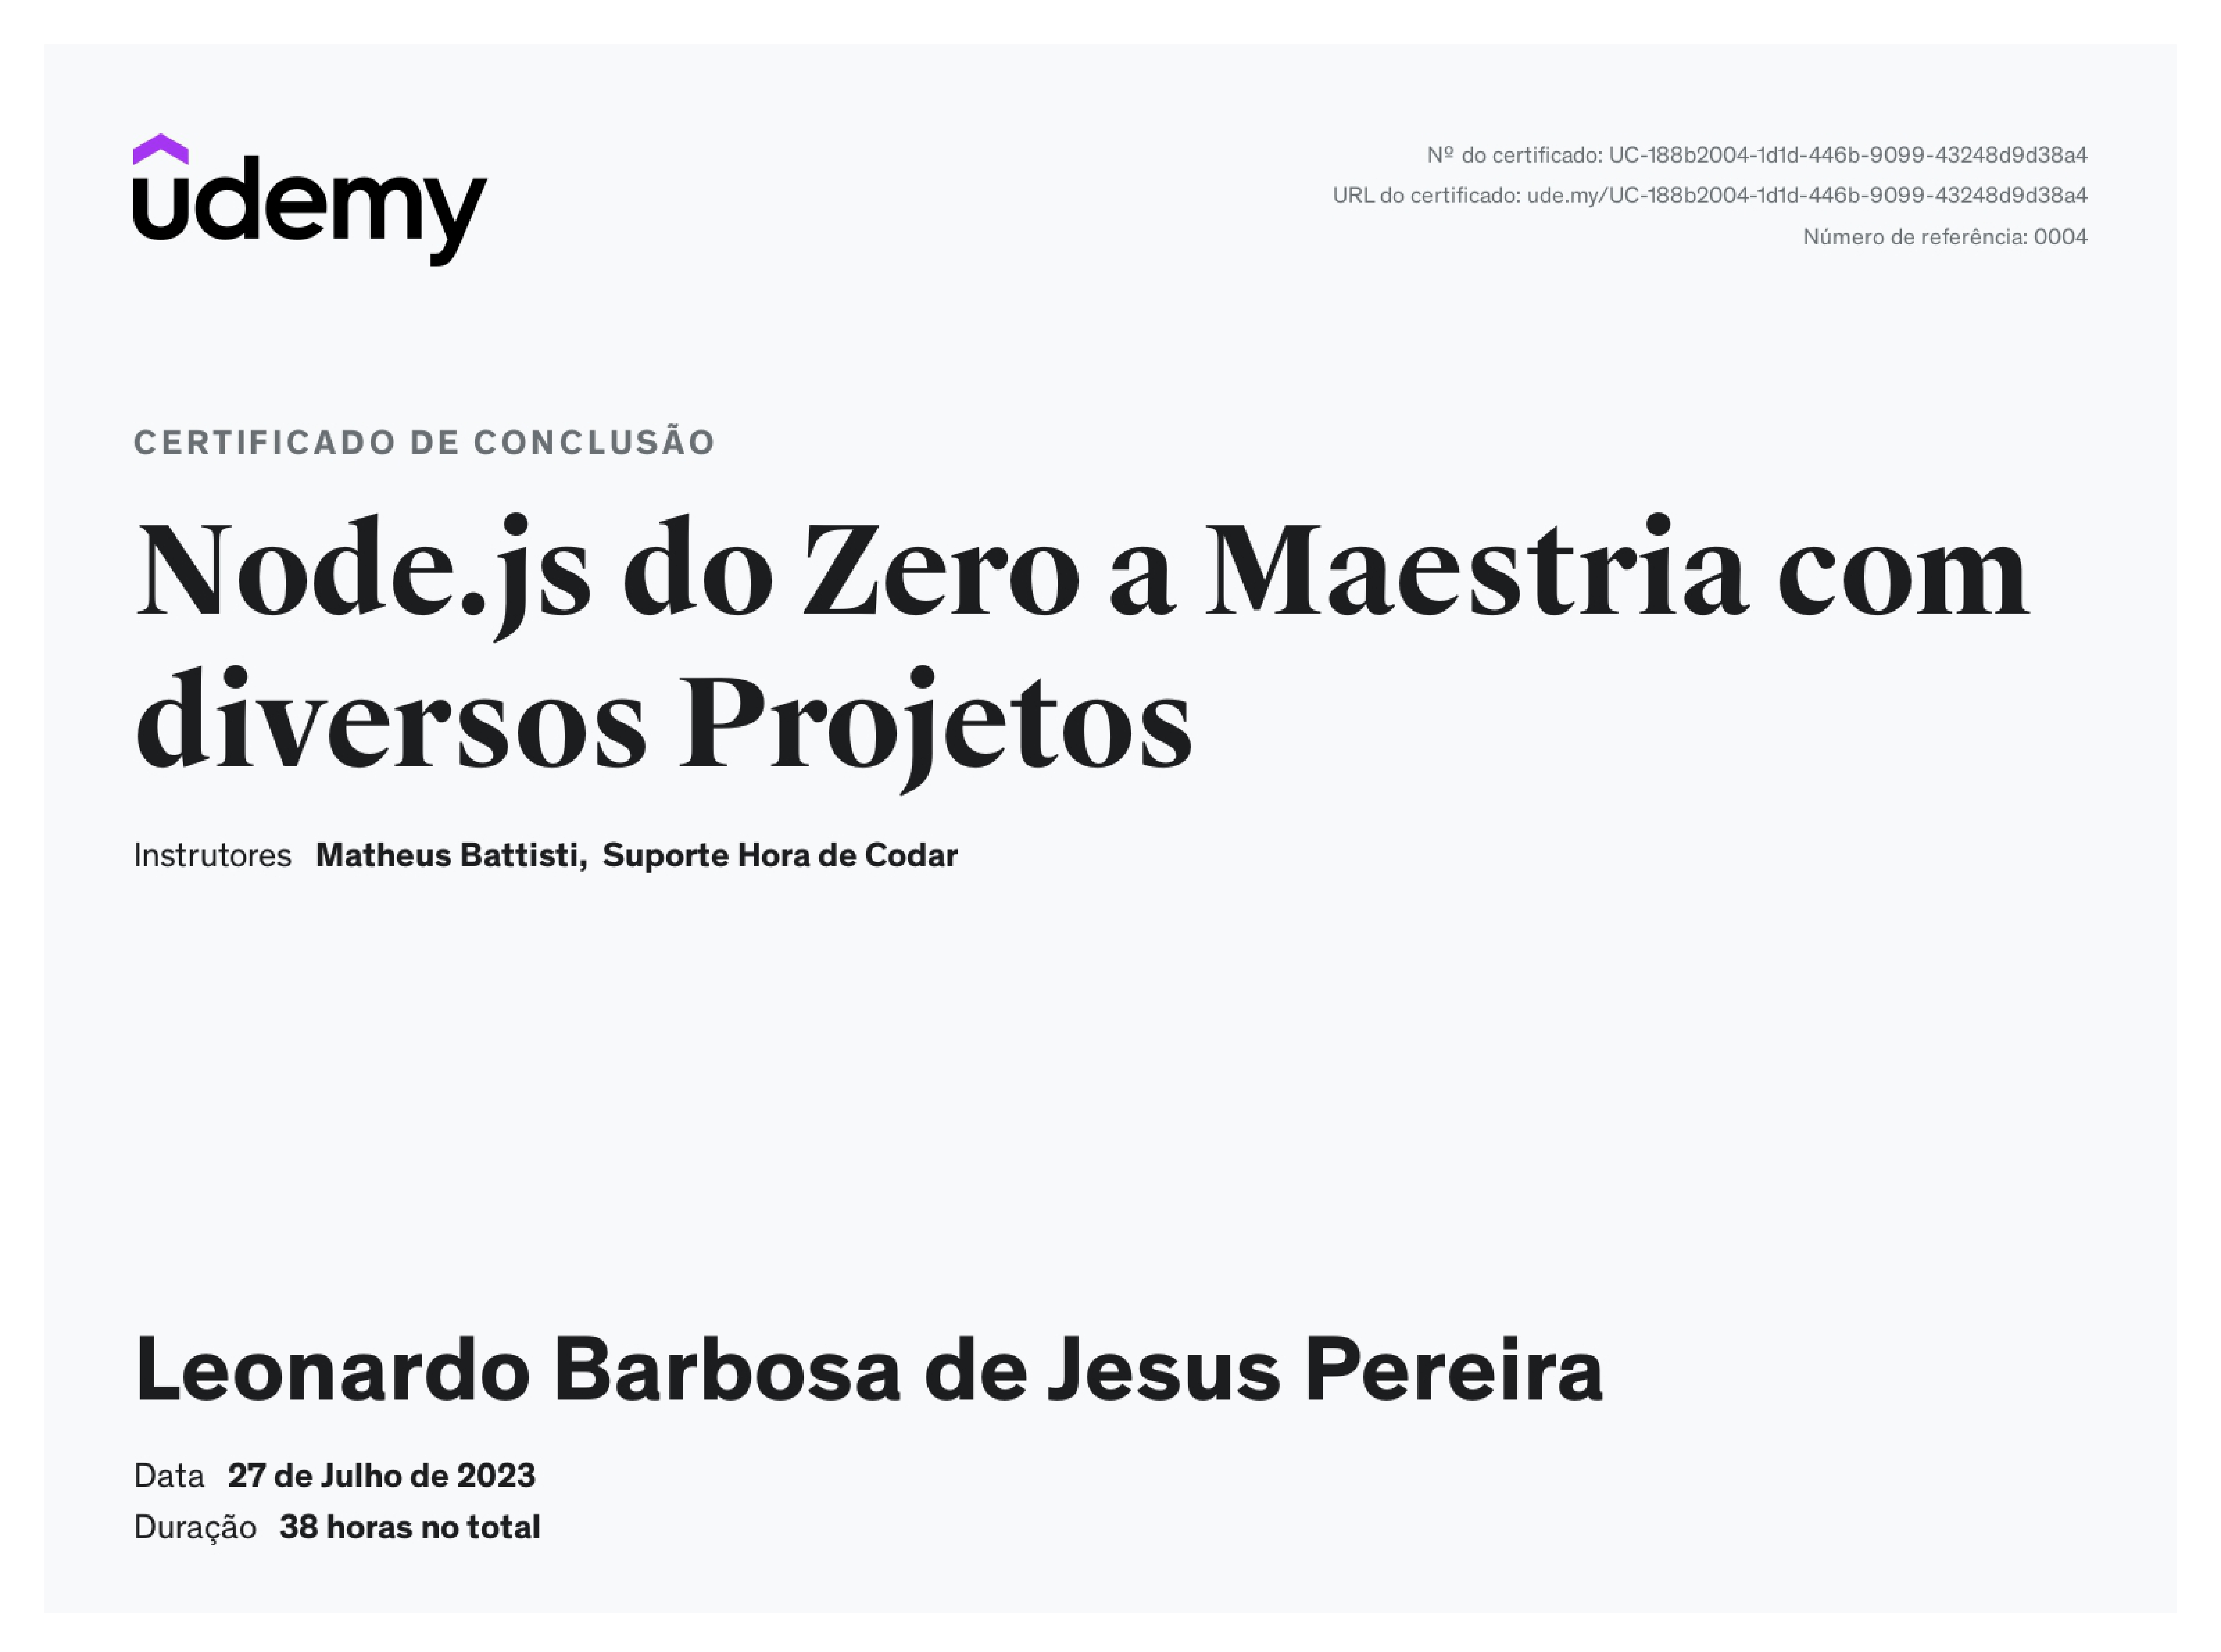 udemy
Nº do certificado: UC-188b2004-1d1d-446b-9099-43248d9d38a4
URL do certificado: ude.my/UC-188b2004-1d1d-446b-9099-43248d9d38a4
Número de referência: 0004
CERTIFICADO DE CONCLUSÃO
Node.js do Zero a Maestria com
diversos Projetos
Instrutores Matheus Battisti, Suporte Hora de Codar
Leonardo Barbosa de Jesus Pereira
Data 27 de Julho de 2023
Duração 38 horas no total